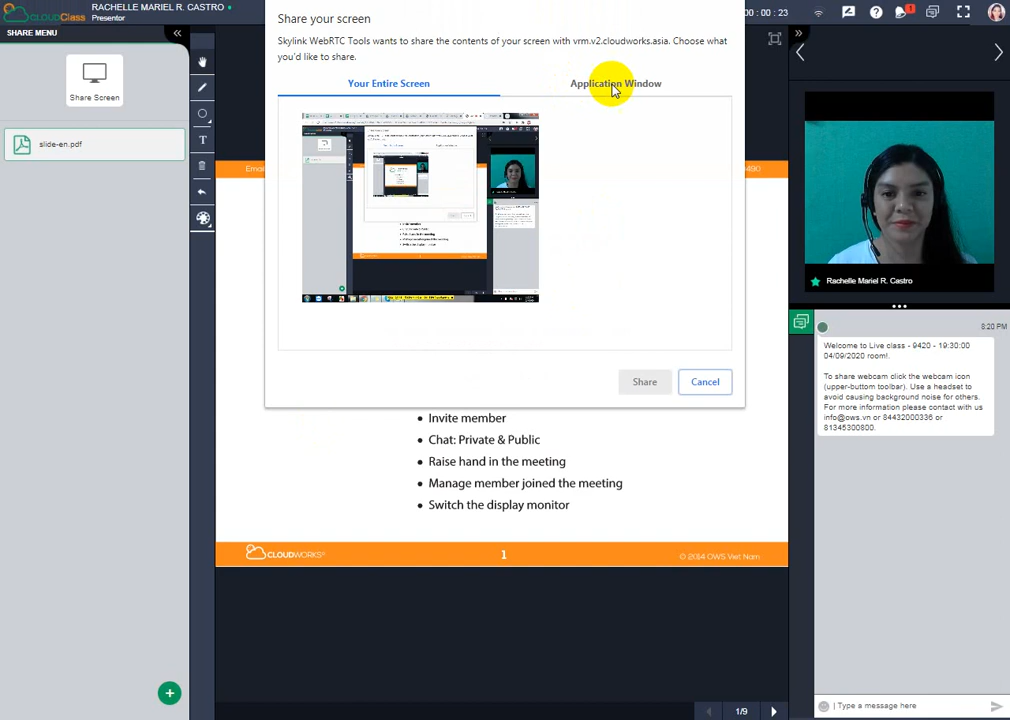 CLOUDClass
RACHELLE MARIEL R. CASTRO
Presentor
00 : 00 : 23
1
SHARE MENU
Share Screen
slide-en.pdf
Share your screen
Skylink WebRTC Tools wants to share the contents of your screen with vrm.v2.cloudworks.asia. Choose what
you'd like to share.
Your Entire Screen
Application Window
Share
Cancel
Email
490
Invite member
Chat: Private & Public
Raise hand in the meeting
Manage member joined the meeting
Switch the display monitor
CLOUDWORKS
1
© 2014 OWS Viet Nam
1/9
Rachelle Mariel R. Castro
8:20 PM
Welcome to Live class - 9420 - 19:30:00
04/09/2020 room!.
To share webcam click the webcam icon
(upper-buttom toolbar). Use a headset to
avoid causing background noise for others.
For more information please contact with us
info@ows.vn or 84432000336 or
81345300800.
Type a message here